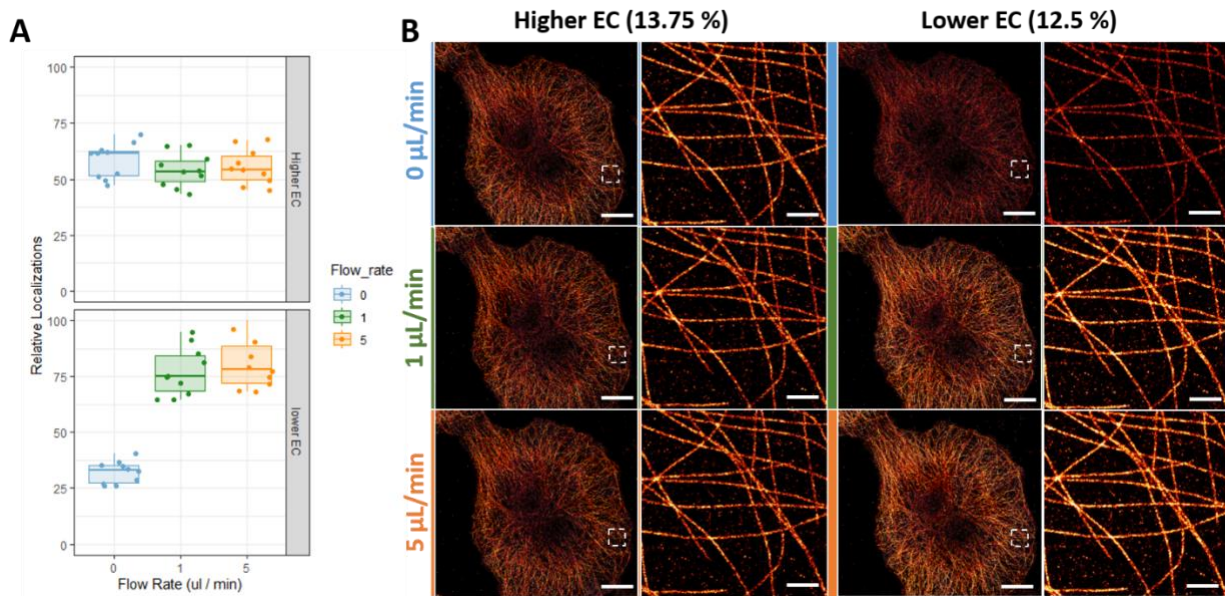 A
Relative Localizations
100
75
50
25
0
Higher EC
100
75
50
25
0
lower EC
0 1 5
Flow Rate (ul / min)
Flow_rate
0
1
5
B
Higher EC (13.75 %) Lower EC (12.5 %)
0 µL/min
1 µL/min
5 µL/min